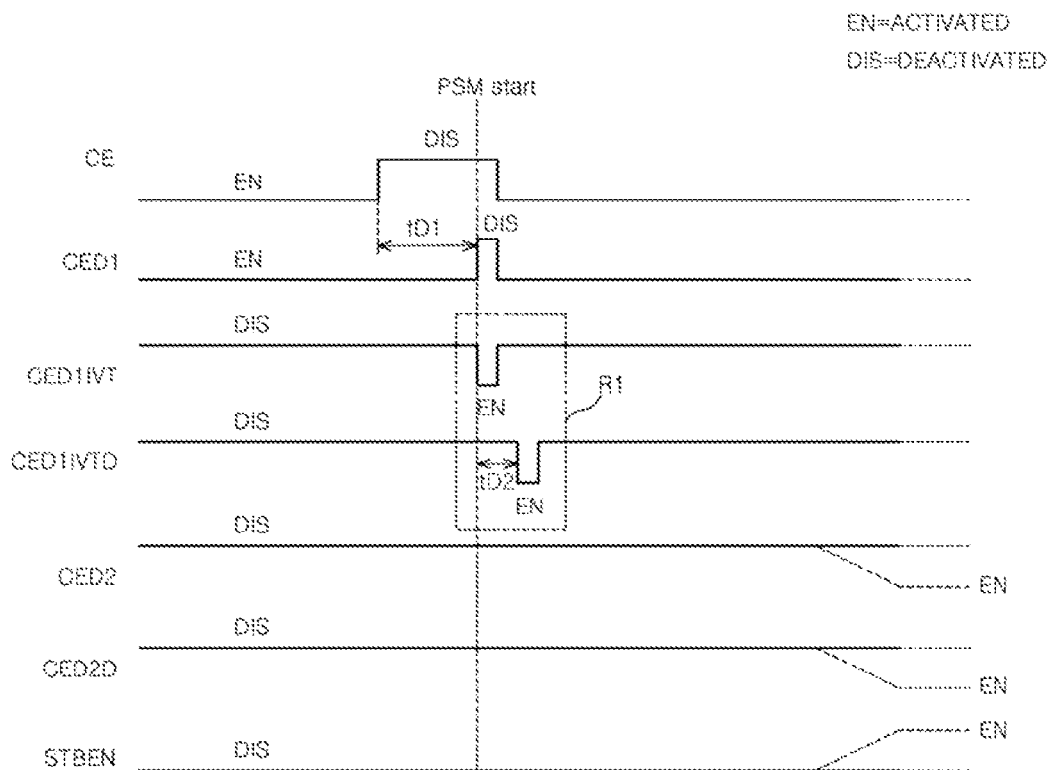 EN=ACTIVATED
DIS=DEACTIVATED
PSM start
CE
EN
DIS
tD1
CED1
EN
DIS
CED1IVT
DIS
EN
R1
CED1IVTD
DIS
tD2
EN
CED2
DIS
EN
CED2D
DIS
EN
STBEN
DIS
EN